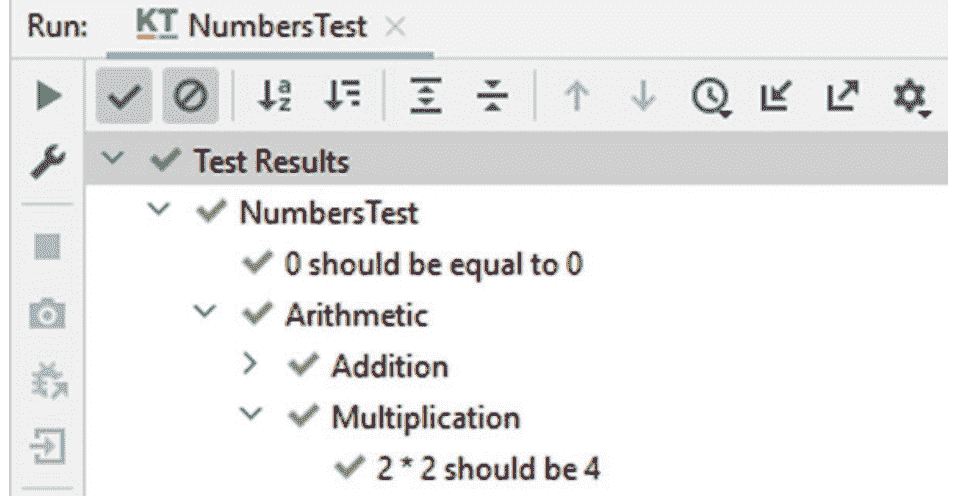 Run: KT NumbersTest
Test Results
NumbersTest
0 should be equal to 0
Arithmetic
Addition
Multiplication
2 * 2 should be 4